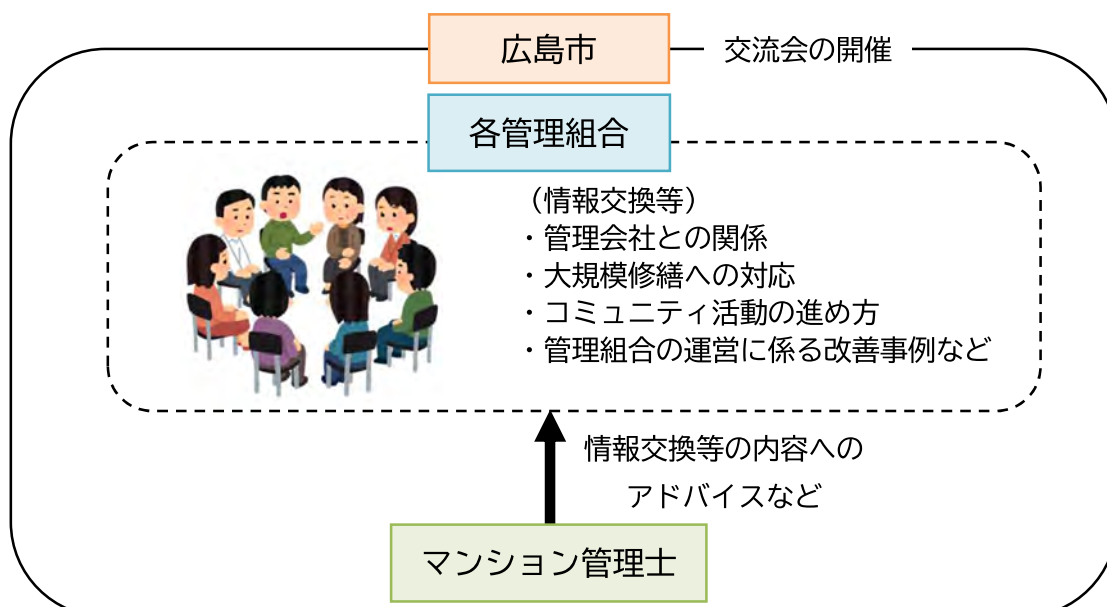 広島市
交流会の開催
各管理組合
（情報交換等）
・管理会社との関係
・大規模修繕への対応
・コミュニティ活動の進め方
・管理組合の運営に係る改善事例など
情報交換等の内容への
アドバイスなど
マンション管理士